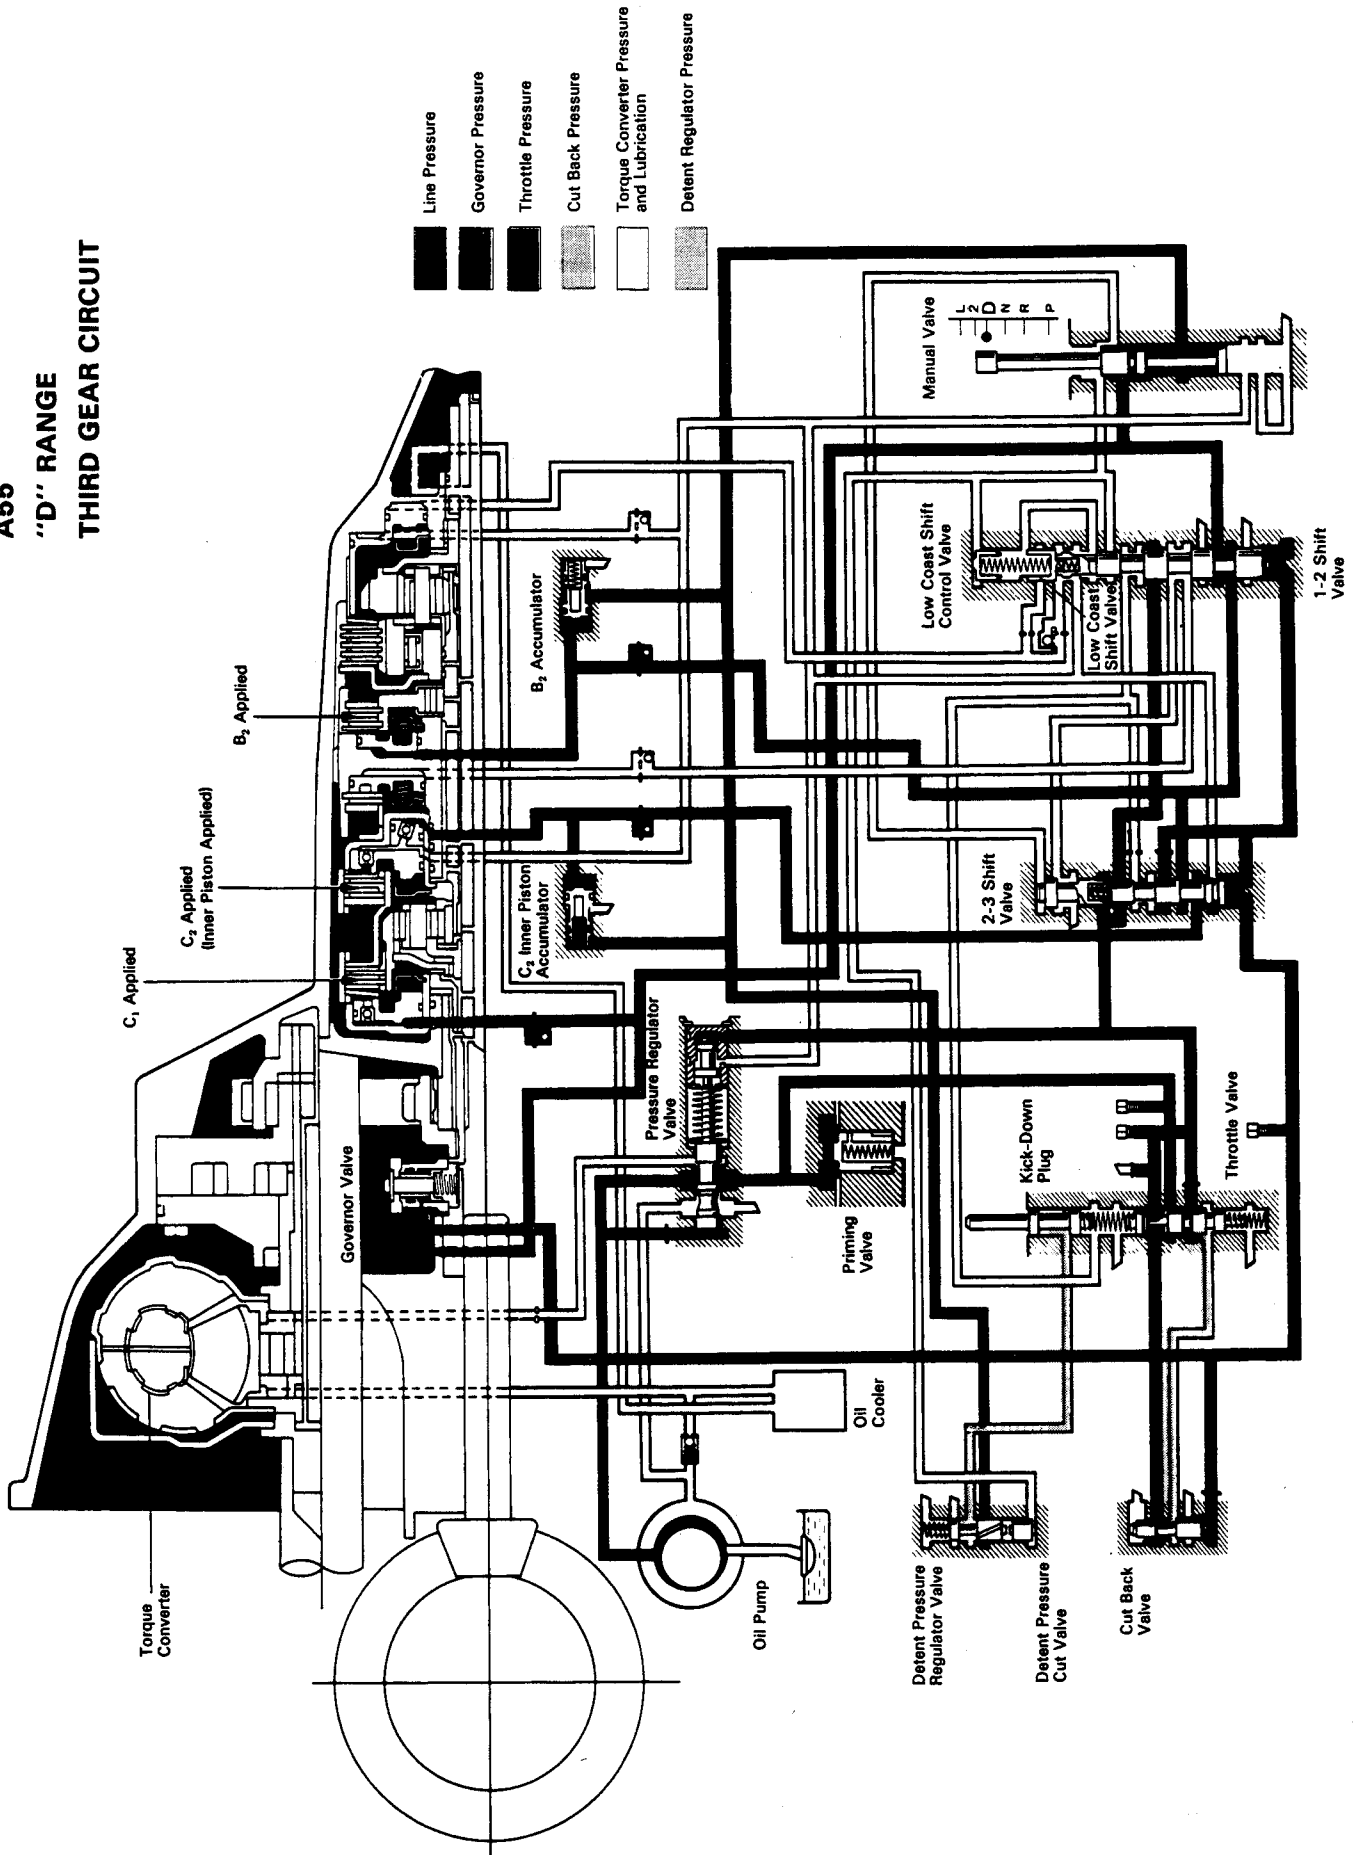 A55
"D" RANGE
THIRD GEAR CIRCUIT
Line Pressure
Governor Pressure
Throttle Pressure
Cut Back Pressure
Torque Converter Pressure
and Lubrication
Detent Regulator Pressure
B2 Applied
C2 Applied
(Inner Piston Applied)
C1 Applied
Torque
Converter
Governor Valve
B2 Accumulator
C2 Inner Piston
Accumulator
Pressure Regulator
Valve
Priming
Valve
Oil
Cooler
Oil Pump
Manual Valve
L
2
D
N
R
P
Low Coast Shift
Control Valve
Low Coast
Shift Valve
1-2 Shift
Valve
2-3 Shift
Valve
Kick-Down
Plug
Throttle Valve
Detent Pressure
Regulator Valve
Detent Pressure
Cut Valve
Cut Back
Valve